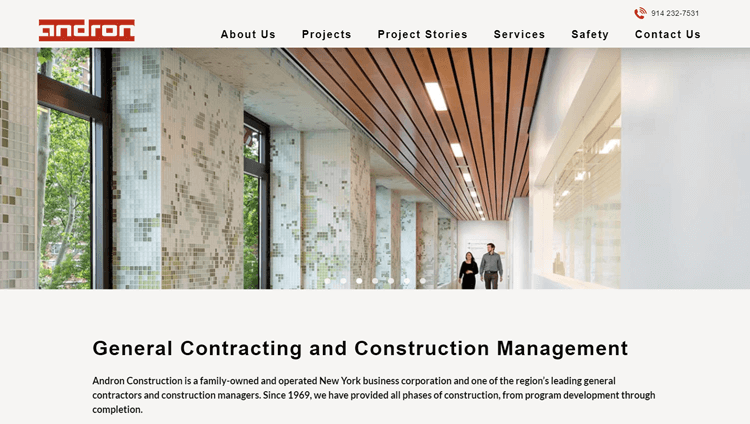 914 232-7531
andron
About Us Projects Project Stories Services Safety Contact Us
General Contracting and Construction Management
Andron Construction is a family-owned and operated New York business corporation and one of the region's leading general
contractors and construction managers. Since 1969, we have provided all phases of construction, from program development through
completion.